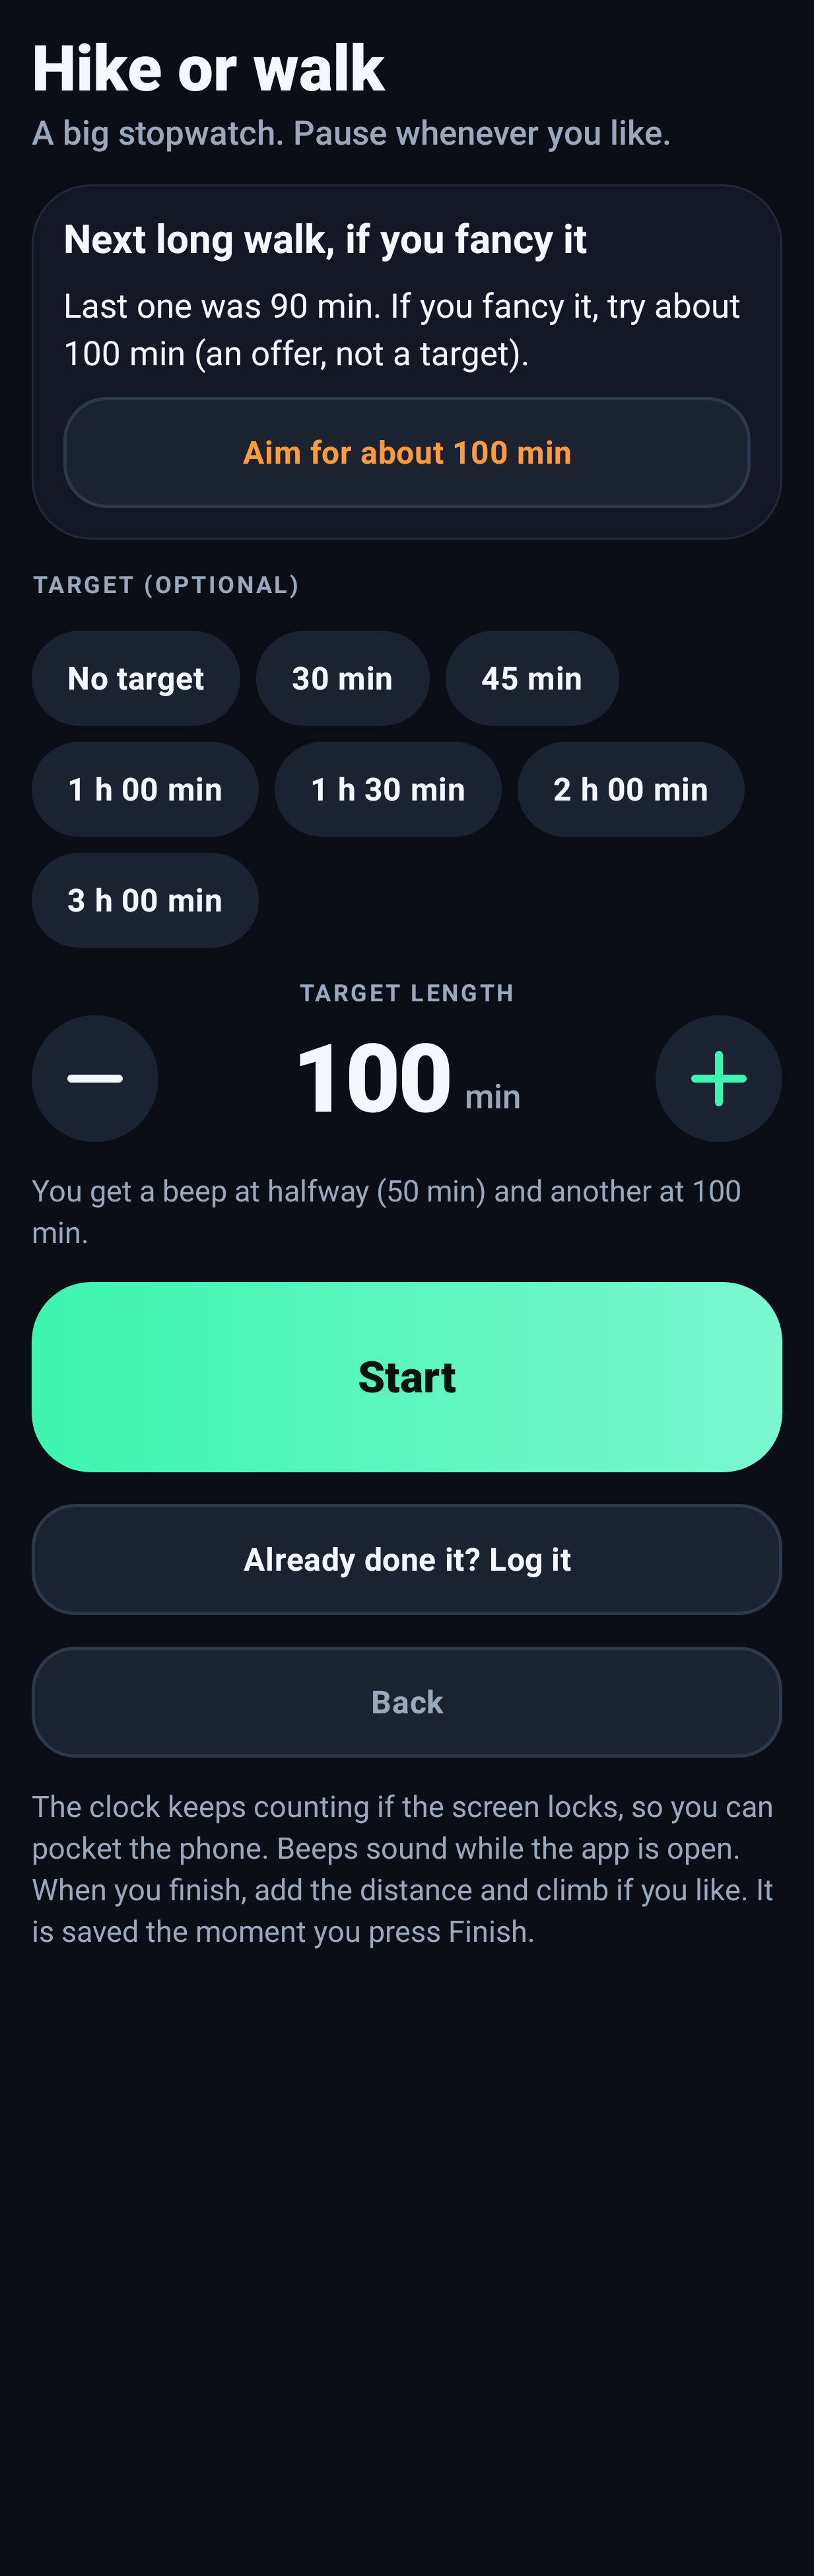 Hike or walk
A big stopwatch. Pause whenever you like.
Next long walk, if you fancy it
Last one was 90 min. If you fancy it, try about
100 min (an offer, not a target).
Aim for about 100 min
TARGET (OPTIONAL)
No target
30 min
45 min
1 h 00 min
1 h 30 min
2 h 00 min
3 h 00 min
TARGET LENGTH
100 min
You get a beep at halfway (50 min) and another at 100
min.
Start
Already done it? Log it
Back
The clock keeps counting if the screen locks, so you can
pocket the phone. Beeps sound while the app is open.
When you finish, add the distance and climb if you like. It
is saved the moment you press Finish.